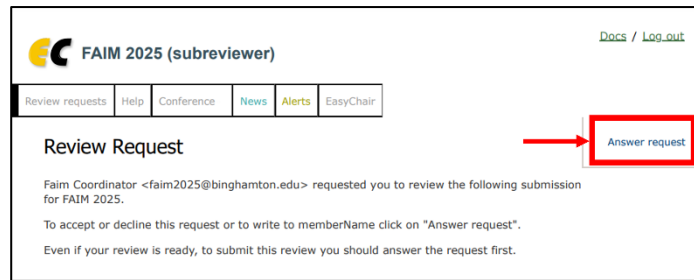 Docs / Log out
EC FAIM 2025 (subreviewer)
Review requests Help Conference News Alerts EasyChair
Answer request
Review Request
Faim Coordinator <faim2025@binghamton.edu> requested you to review the following submission
for FAIM 2025.
To accept or decline this request or to write to memberName click on "Answer request".
Even if your review is ready, to submit this review you should answer the request first.